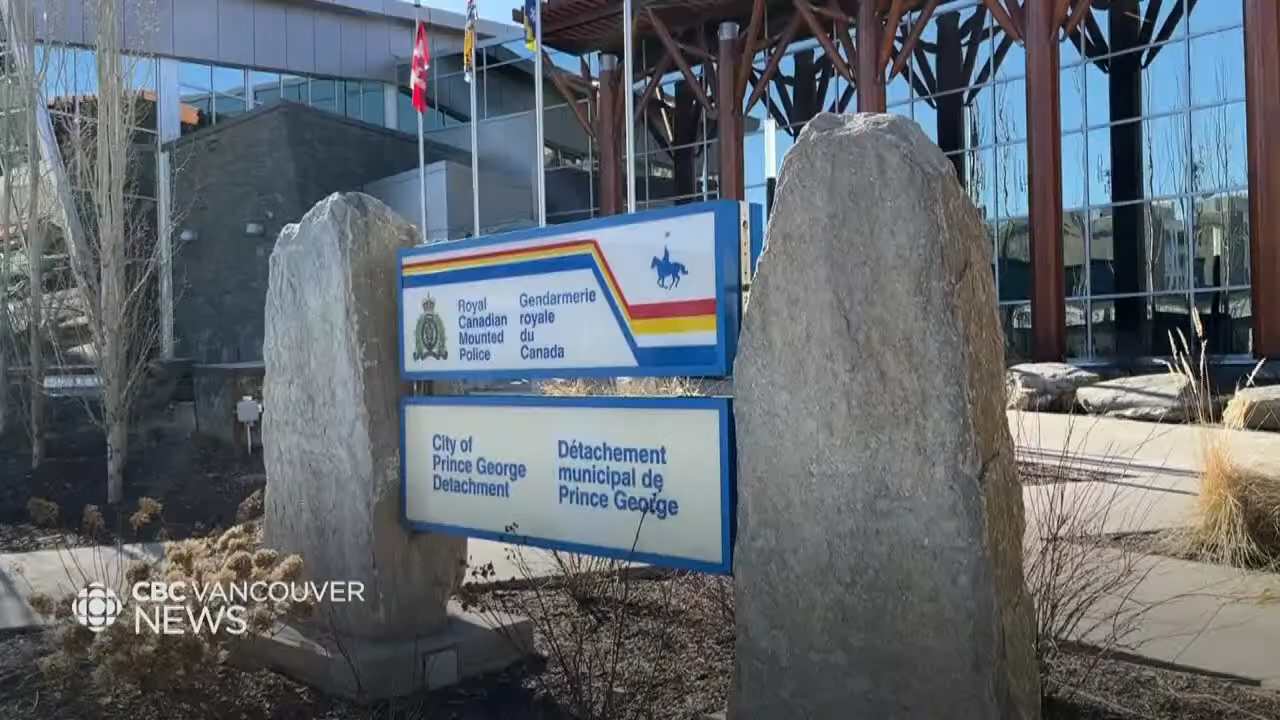 Royal
Canadian
Mounted
Police
Gendarmerie
royale
du
Canada
City of
Prince George
Detachment
Détachement
municipal de
Prince George
CBC VANCOUVER
NEWS